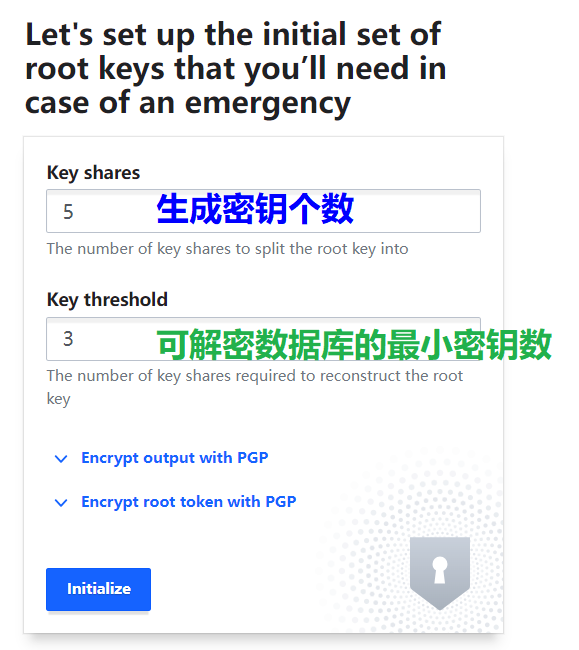 Let's set up the initial set of
root keys that you’ll need in
case of an emergency
Key shares
5 生成密钥个数
The number of key shares to split the root key into
Key threshold
3 可解密数据库的最小密钥数
The number of key shares required to reconstruct the root
key
Encrypt output with PGP
Encrypt root token with PGP
Initialize